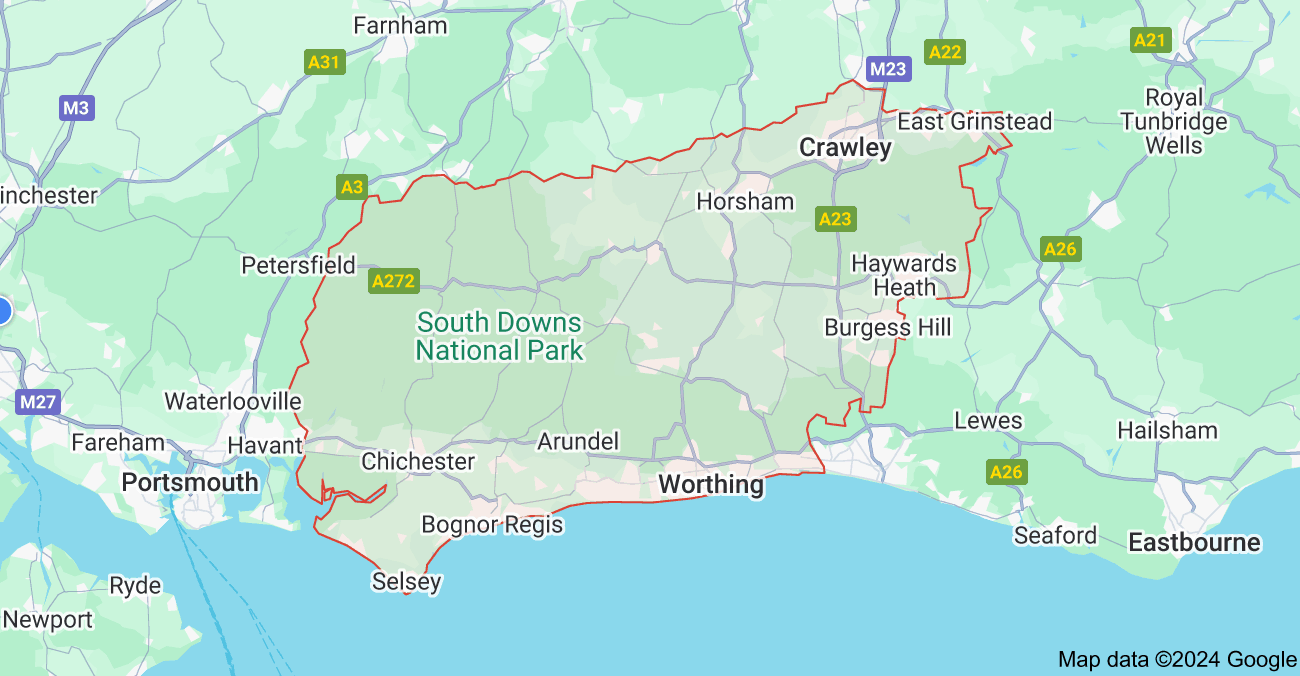 Farnham
A31
M3
M23
A22
A21
Royal
Tunbridge
Wells
East Grinstead
Crawley
inchester
A3
Horsham
A23
A26
Petersfield
A272
Haywards
Heath
South Downs
National Park
Burgess Hill
M27
Waterlooville
Fareham
Havant
Arundel
Lewes
Hailsham
Chichester
Portsmouth
Worthing
A26
Bognor Regis
Seaford
Eastbourne
Selsey
Ryde
Newport
Map data ©2024 Google